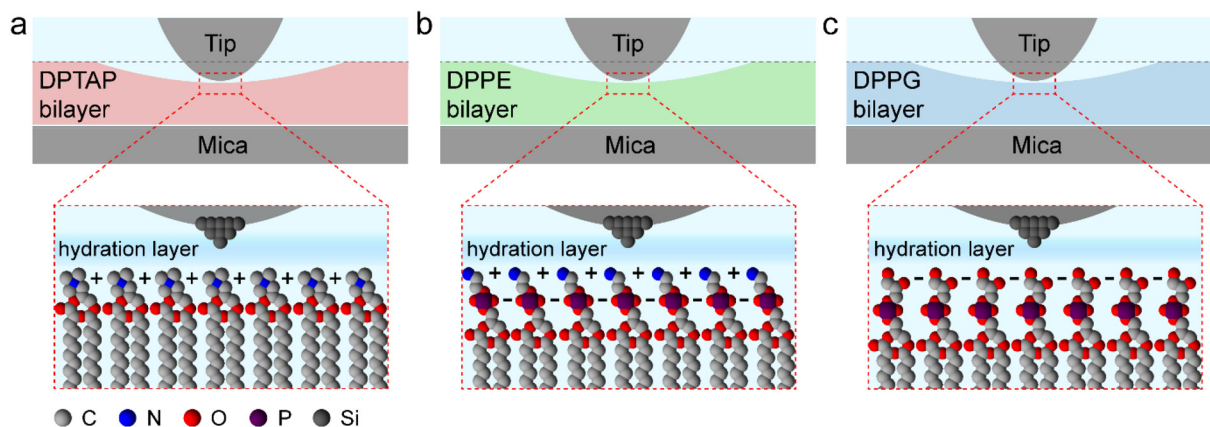 a
Tip
DPTAP
bilayer
Mica
hydration layer
+ + + + + +
b
Tip
DPPE
bilayer
Mica
hydration layer
+ + + + + +
- - - - - -
c
Tip
DPPG
bilayer
Mica
hydration layer
- - - - - -
C N O P Si